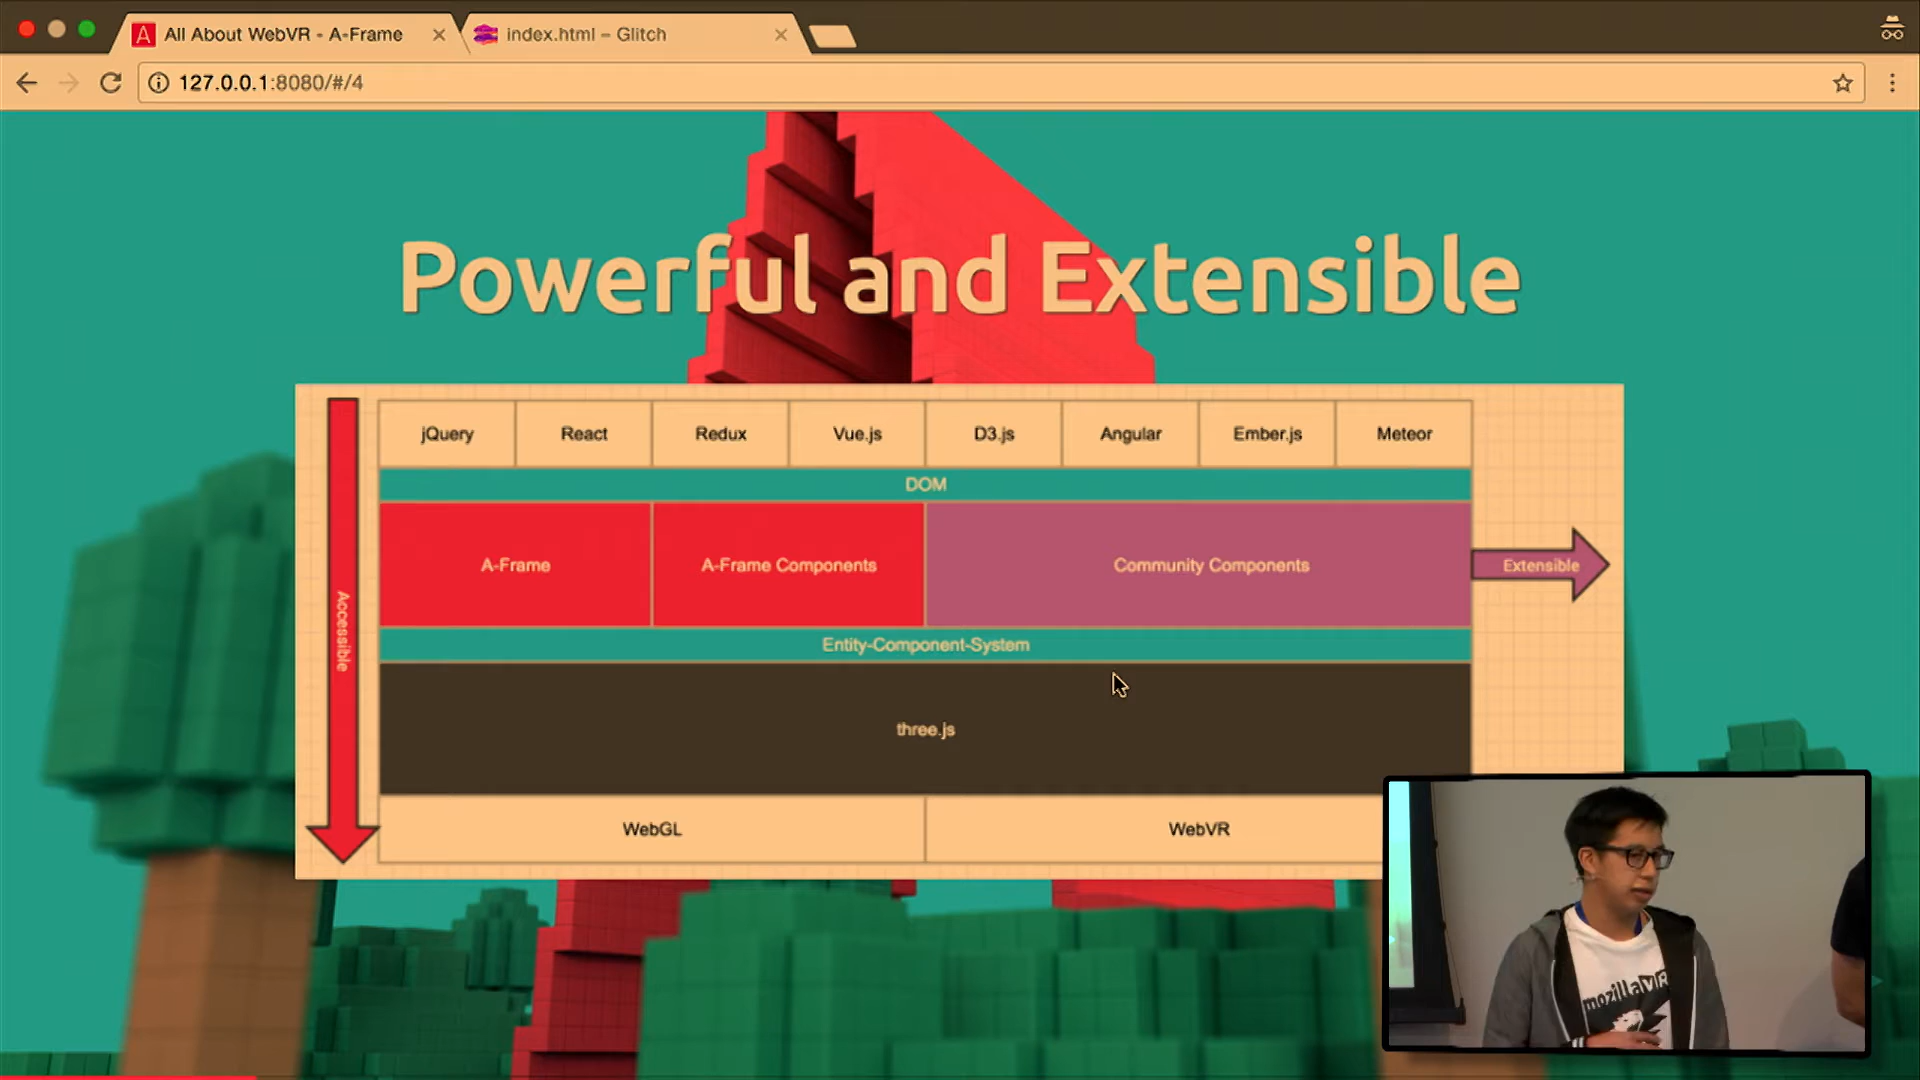 All About WebVR - A-Frame
index.html – Glitch
127.0.0.1:8080/#/4
Powerful and Extensible
jQuery
React
Redux
Vue.js
D3.js
Angular
Ember.js
Meteor
DOM
A-Frame
A-Frame Components
Community Components
Extensible
Accessible
Entity-Component-System
three.js
WebGL
WebVR
mozillaVR